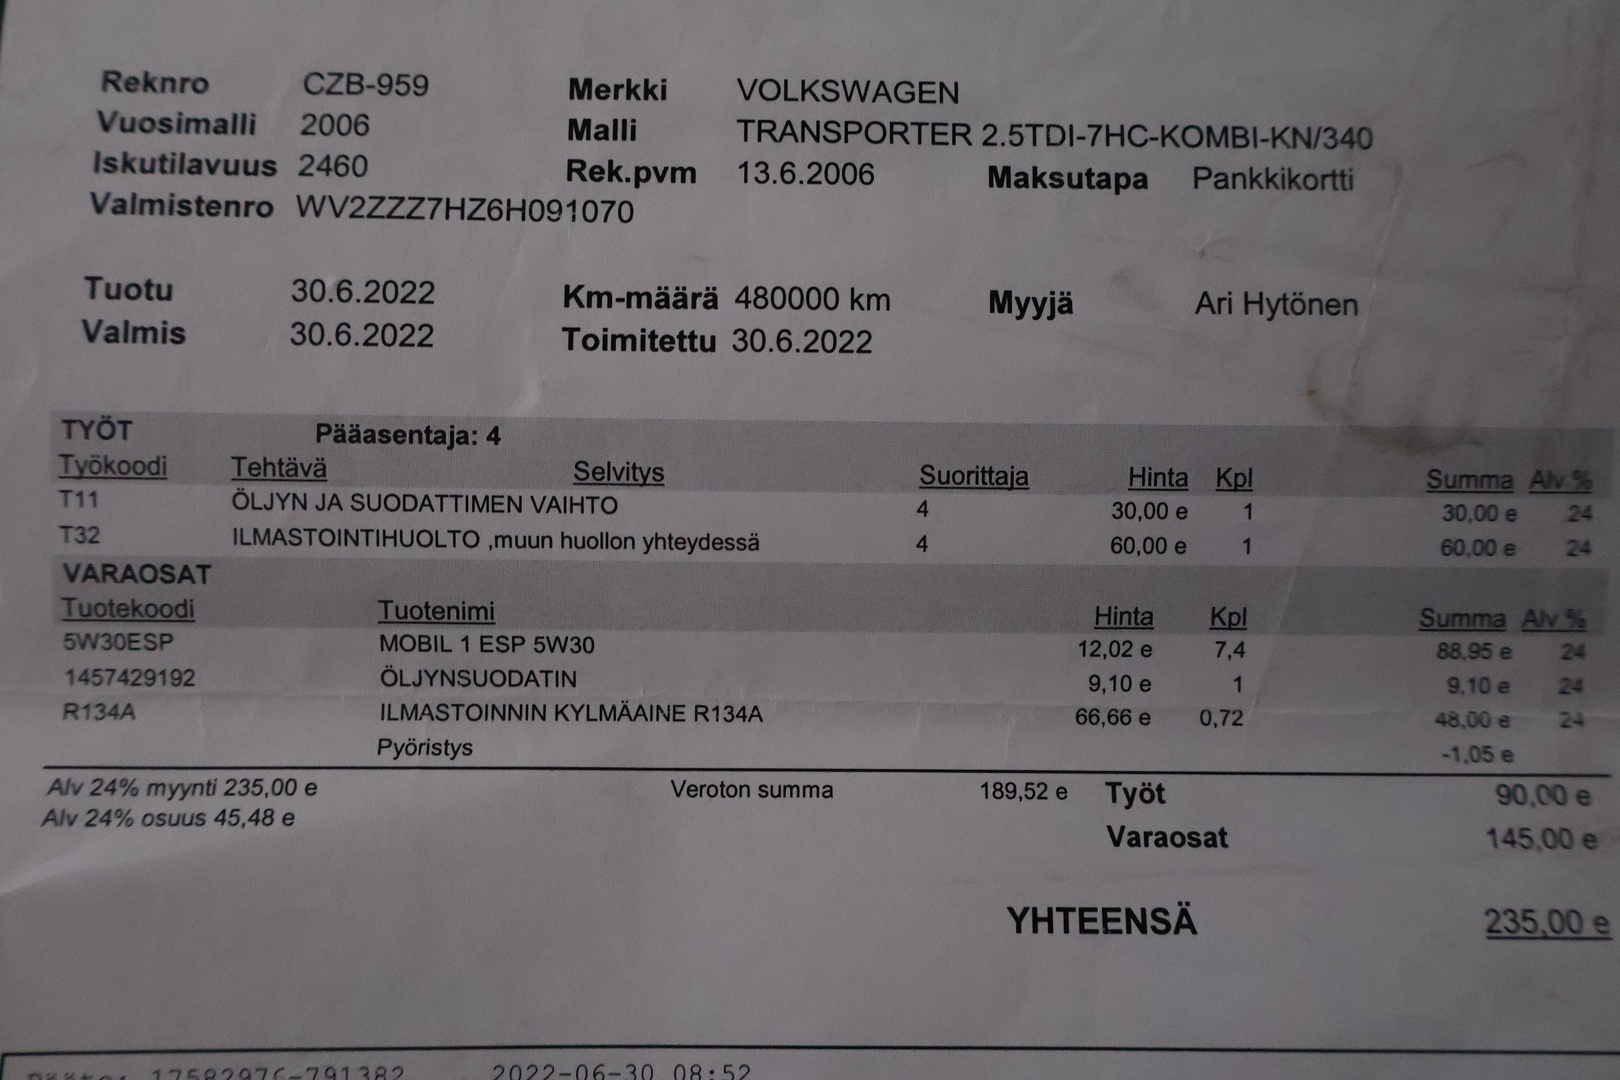 Reknro CZB-959 Merkki VOLKSWAGEN
Vuosimalli 2006 Malli TRANSPORTER 2.5TDI-7HC-KOMBI-KN/340
Iskutilavuus 2460 Rek.pvm 13.6.2006 Maksutapa Pankkikortti
Valmistenro WV2ZZZ7HZ6H091070
Tuotu 30.6.2022 Km-määrä 480000 km Myyjä Ari Hytönen
Valmis 30.6.2022 Toimitettu 30.6.2022
TYÖT Pääasentaja: 4
Työkoodi Tehtävä Selvitys Suorittaja Hinta Kpl Summa Alv %
T11 ÖLJYN JA SUODATTIMEN VAIHTO 4 30,00 e 1 30,00 e 24
T32 ILMASTOINTIHUOLTO ,muun huollon yhteydessä 4 60,00 e 1 60,00 e 24
VARAOSAT
Tuotekoodi Tuotenimi Hinta Kpl Summa Alv %
5W30ESP MOBIL 1 ESP 5W30 12,02 e 7,4 88,95 e 24
1457429192 ÖLJYNSUODATIN 9,10 e 1 9,10 e 24
R134A ILMASTOINNIN KYLMÄAINE R134A 66,66 e 0,72 48,00 e 24
Pyöristys -1,05 e
Alv 24% myynti 235,00 e Veroton summa 189,52 e Työt 90,00 e
Alv 24% osuus 45,48 e Varaosat 145,00 e
YHTEENSÄ 235,00 e
2022-06-30 08:52